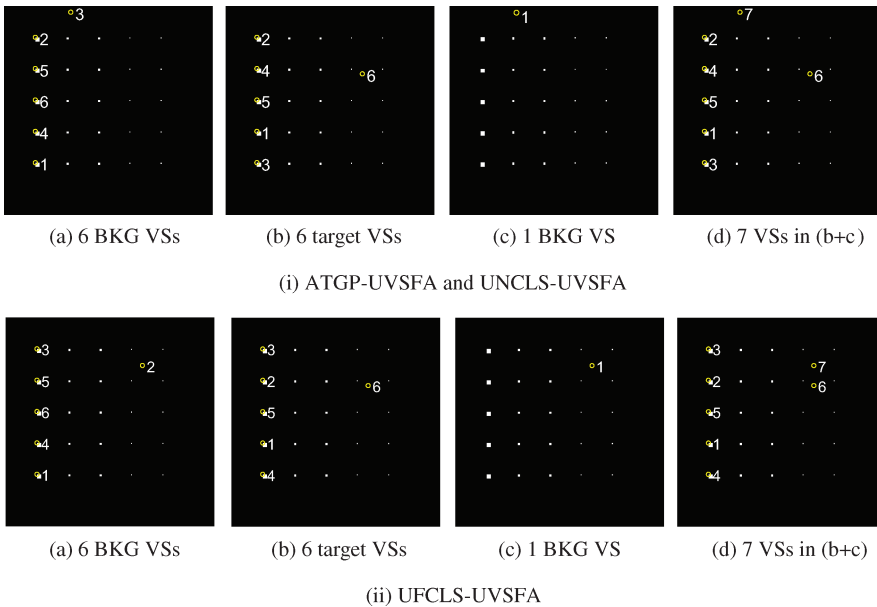 3 1 7
2 2 2
5 4 6 4 6
6 5 5
4 1 1
1 3 3
(a) 6 BKG VSs (b) 6 target VSs (c) 1 BKG VS (d) 7 VSs in (b+c)
(i) ATGP-UVSFA and UNCLS-UVSFA
3 3 3
2 1 7
5 2 6 2 6
6 5 5
4 1 1
1 4 4
(a) 6 BKG VSs (b) 6 target VSs (c) 1 BKG VS (d) 7 VSs in (b+c)
(ii) UFCLS-UVSFA